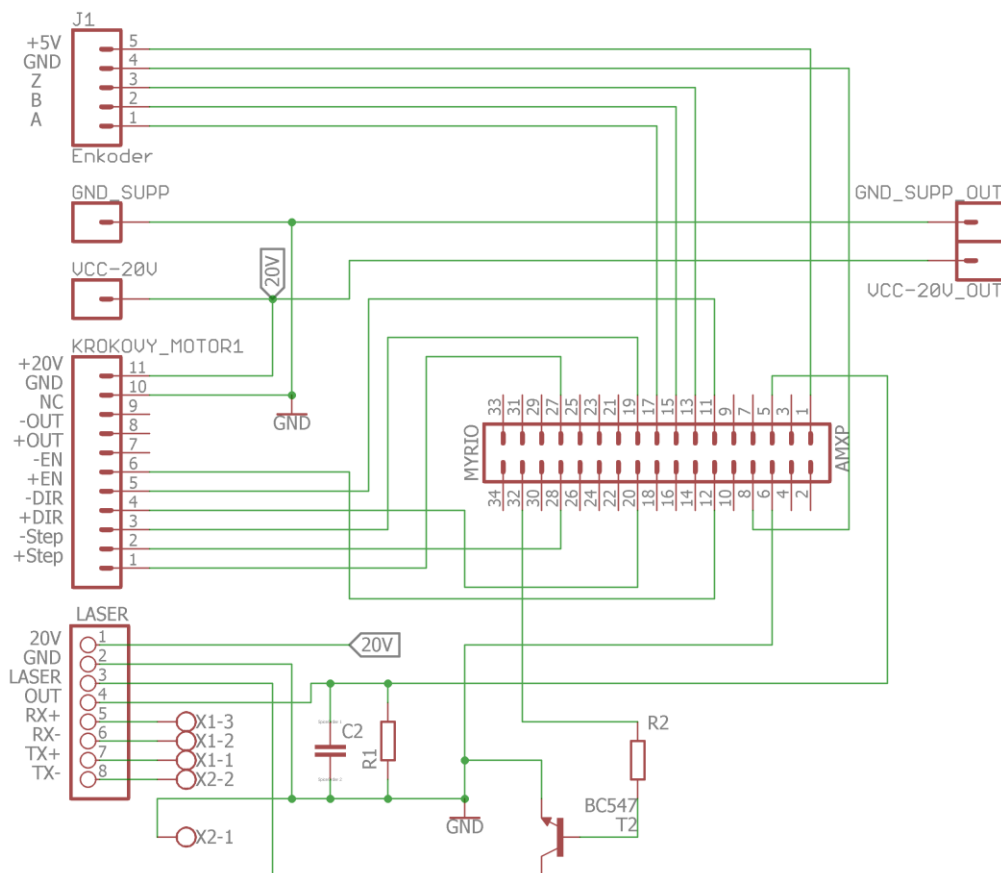 J1
+5V 5
GND 4
Z 3
B 2
A 1
Enkoder
GND_SUPP
GND_SUPP_OUT
20V
VCC-20V
VCC-20V_OUT
KROKOVY_MOTOR1
+20V 11
GND 10
NC 9
-OUT 8
+OUT 7
-EN 6
+EN 5
-DIR 4
+DIR 3
-Step 2
+Step 1
GND
33 31 29 27 25 23 21 19 17 15 13 11 9 7 5 3 1
MYRIO
AMXP
34 32 30 28 26 24 22 20 18 16 14 12 10 8 6 4 2
LASER
20V 1
20V
GND 2
LASER 3
OUT 4
RX+ 5 X1-3
RX- 6 X1-2
TX+ 7 X1-1
TX- 8 X2-2
C2
R1
R2
BC547
T2
GND
X2-1